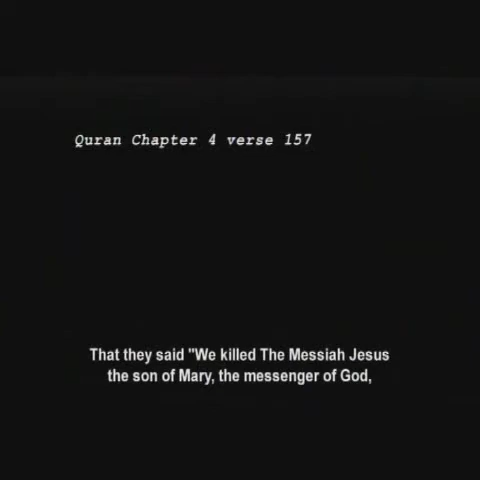 Quran Chapter 4 verse 157
That they said "We killed The Messiah Jesus
the son of Mary, the messenger of God,